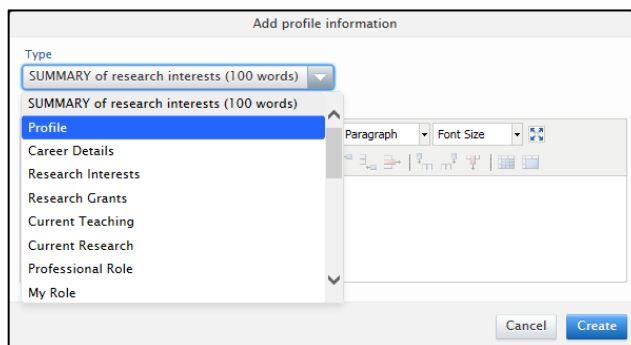 Add profile information
Type
SUMMARY of research interests (100 words)
SUMMARY of research interests (100 words)
Profile
Paragraph Font Size
Career Details
Research Interests
Research Grants
Current Teaching
Current Research
Professional Role
My Role
Cancel Create